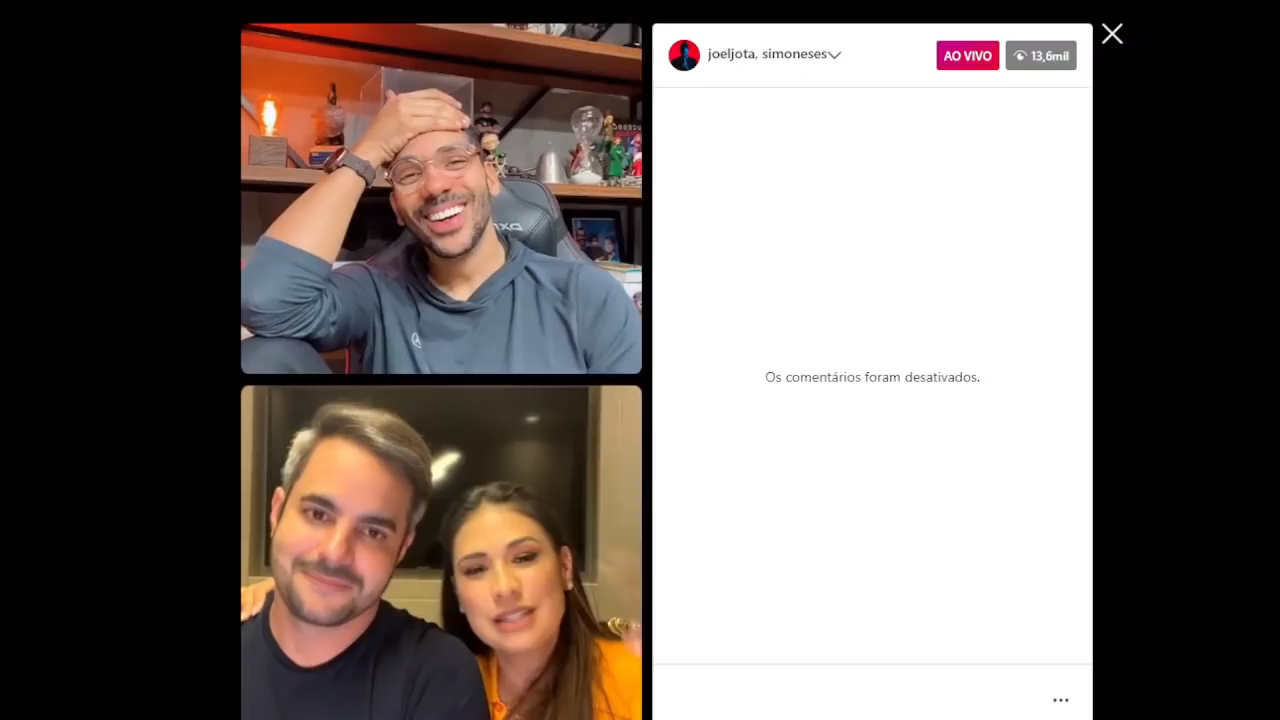 joeljota, simoneses
AO VIVO
13,6mil
Os comentários foram desativados.